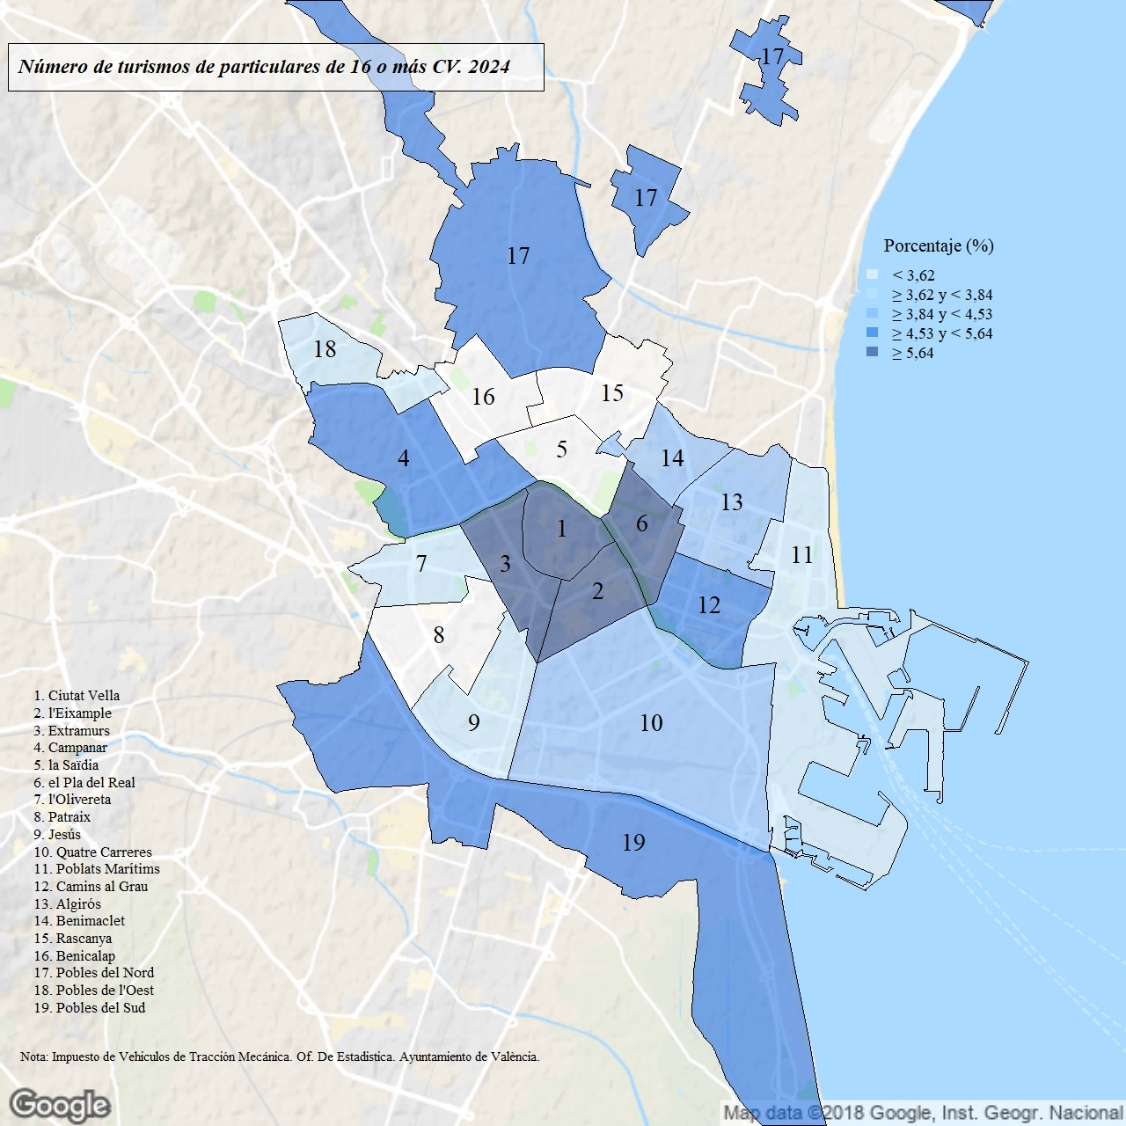 Número de turismos de particulares de 16 o más CV. 2024
17
17
17
Porcentaje (%)
< 3,62
≥ 3,62 y < 3,84
≥ 3,84 y < 4,53
≥ 4,53 y < 5,64
≥ 5,64
18
16
15
5
14
4
13
6
1
11
7
3
2
12
8
9
10
19
1. Ciutat Vella
2. l'Eixample
3. Extramurs
4. Campanar
5. la Saïdia
6. el Pla del Real
7. l'Olivereta
8. Patraix
9. Jesús
10. Quatre Carreres
11. Poblats Marítims
12. Camins al Grau
13. Algirós
14. Benimaclet
15. Rascanya
16. Benicalap
17. Pobles del Nord
18. Pobles de l'Oest
19. Pobles del Sud
Nota: Impuesto de Vehículos de Tracción Mecánica. Of. De Estadística. Ayuntamiento de València.
Google
Map data ©2018 Google, Inst. Geogr. Nacional